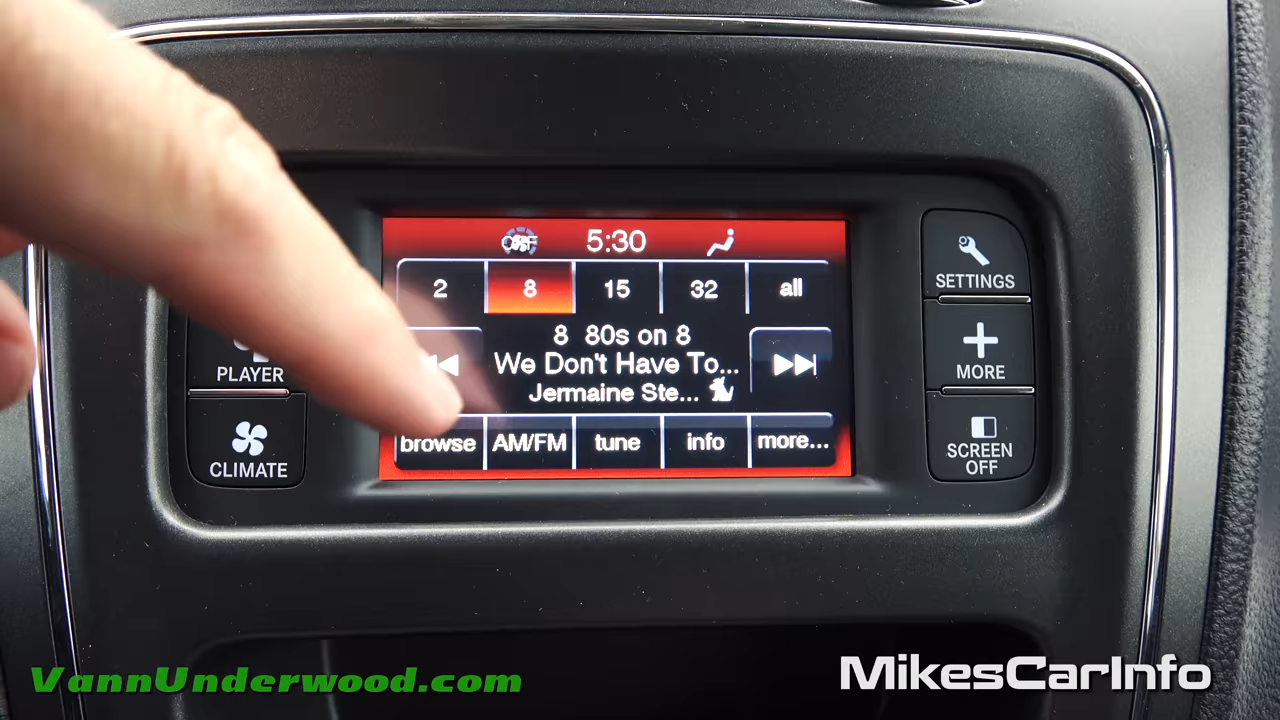 OFF 5:30
2 8 15 32 all
8 80s on 8
We Don't Have To...
Jermaine Ste...
browse AM/FM tune info more...
PLAYER
CLIMATE
SETTINGS
MORE
SCREEN
OFF
VannUnderwood.com
MikesCarInfo